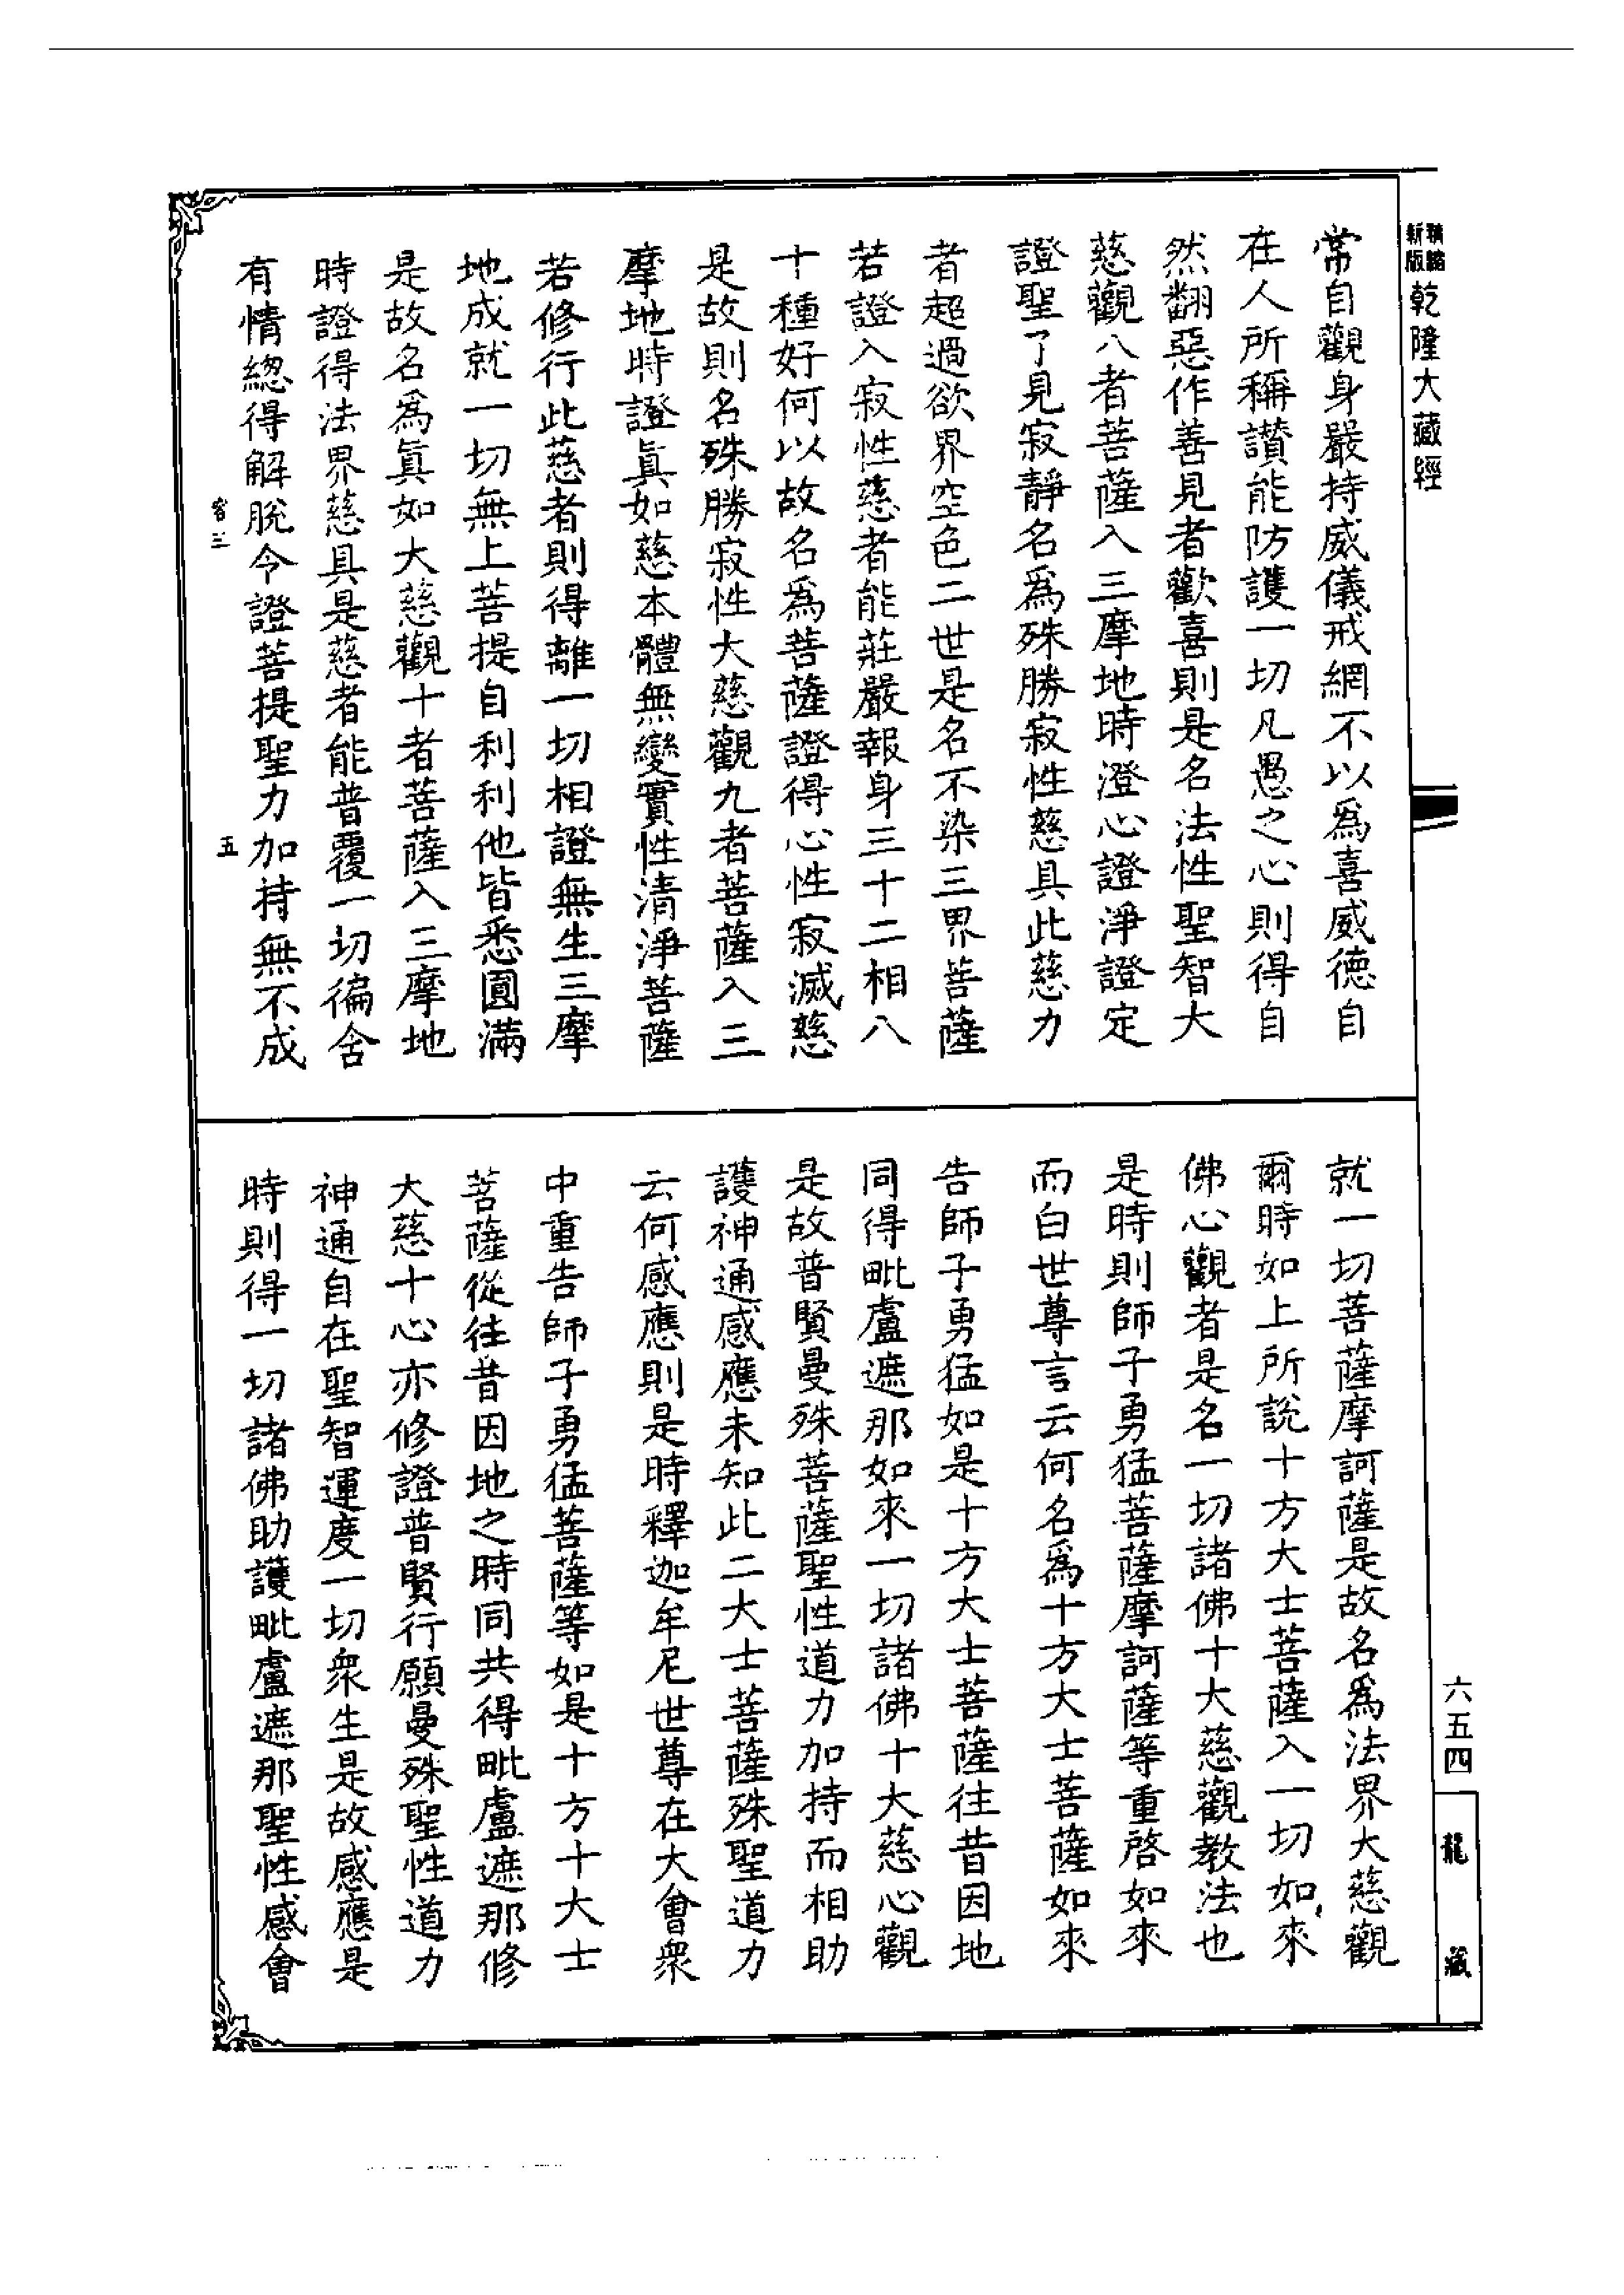 新版
精縮
乾隆大藏經
常自觀身嚴持威儀戒網不以爲喜威德自
在人所稱讃能防護一切凡愚之心則得自
然翻惡作善見者歡喜則是名法性聖智大
慈觀八者菩薩入三摩地時澄心證淨證定
證聖了見寂靜名爲殊勝寂性慈具此慈力
者超過欲界空色二世是名不染三界菩薩
若證入寂性慈者能莊嚴報身三十二相八
十種好何以故名爲菩薩證得心性寂滅慈
是故則名殊勝寂性大慈觀九者菩薩入三
摩地時證眞如慈本體無變實性清淨菩薩
若修行此慈者則得離一切相證無生三摩
地成就一切無上菩提自利利他皆悉圓滿
是故名爲眞如大慈觀十者菩薩入三摩地
時證得法界慈具是慈者能普覆一切徧含
有情緫得解脫今證菩提聖力加持無不成
五
就一切菩薩摩訶薩是故名爲法界大慈觀
爾時如上所説十方大士菩薩入一切如來
佛心觀者是名一切諸佛十大慈觀教法也
是時則師子勇猛菩薩摩訶薩等重啓如來
而白世尊言云何名爲十方大士菩薩如來
告師子勇猛如是十方大士菩薩往昔因地
同得毗盧遮那如來一切諸佛十大慈心觀
是故普賢曼殊菩薩聖性道力加持而相助
護神通感應未知此二大士菩薩殊聖道力
云何感應則是時釋迦牟尼世尊在大會衆
中重告師子勇猛菩薩等如是十方十大士
菩薩從往昔因地之時同共得毗盧遮那修
大慈十心亦修證普賢行願曼殊聖性道力
神通自在聖智運度一切衆生是故感應是
時則得一切諸佛助護毗盧遮那聖性感會
六五四
龍藏